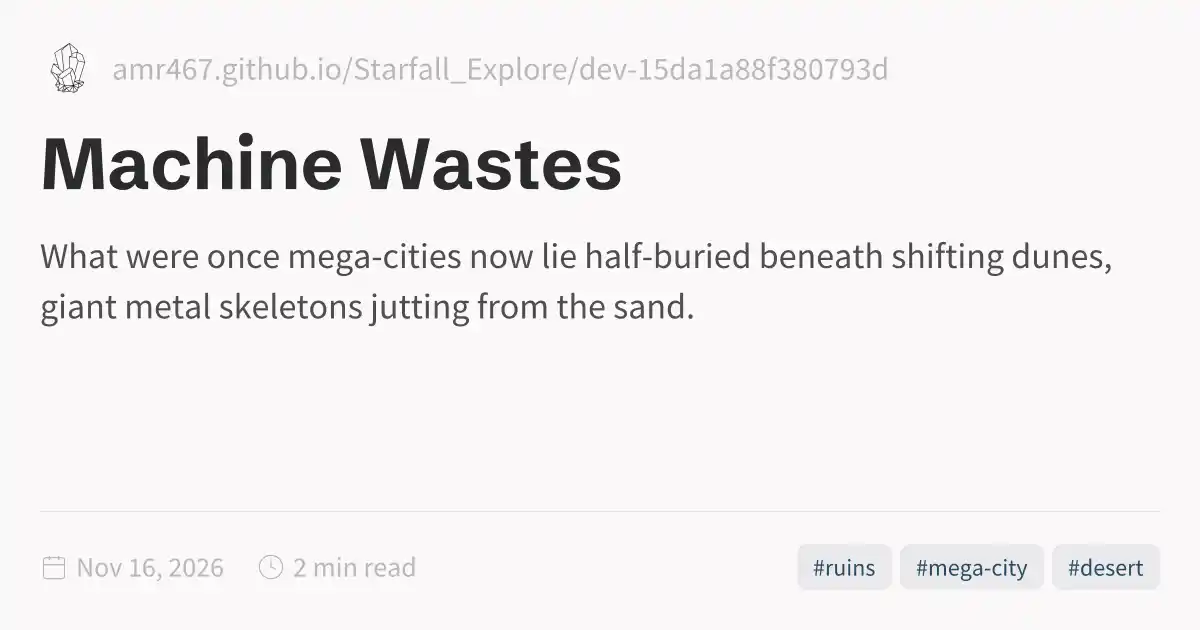 amr467.github.io/Starfall_Explore/dev-15da1a88f380793d
Machine Wastes
What were once mega-cities now lie half-buried beneath shifting dunes,
giant metal skeletons jutting from the sand.
Nov 16, 2026 2 min read #ruins #mega-city #desert